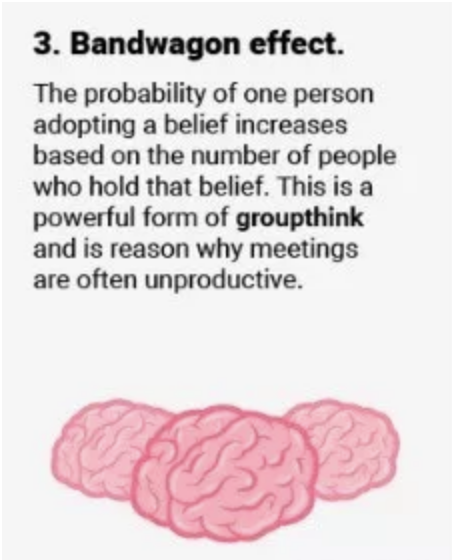 3. Bandwagon effect.
The probability of one person
adopting a belief increases
based on the number of people
who hold that belief. This is a
powerful form of groupthink
and is reason why meetings
are often unproductive.